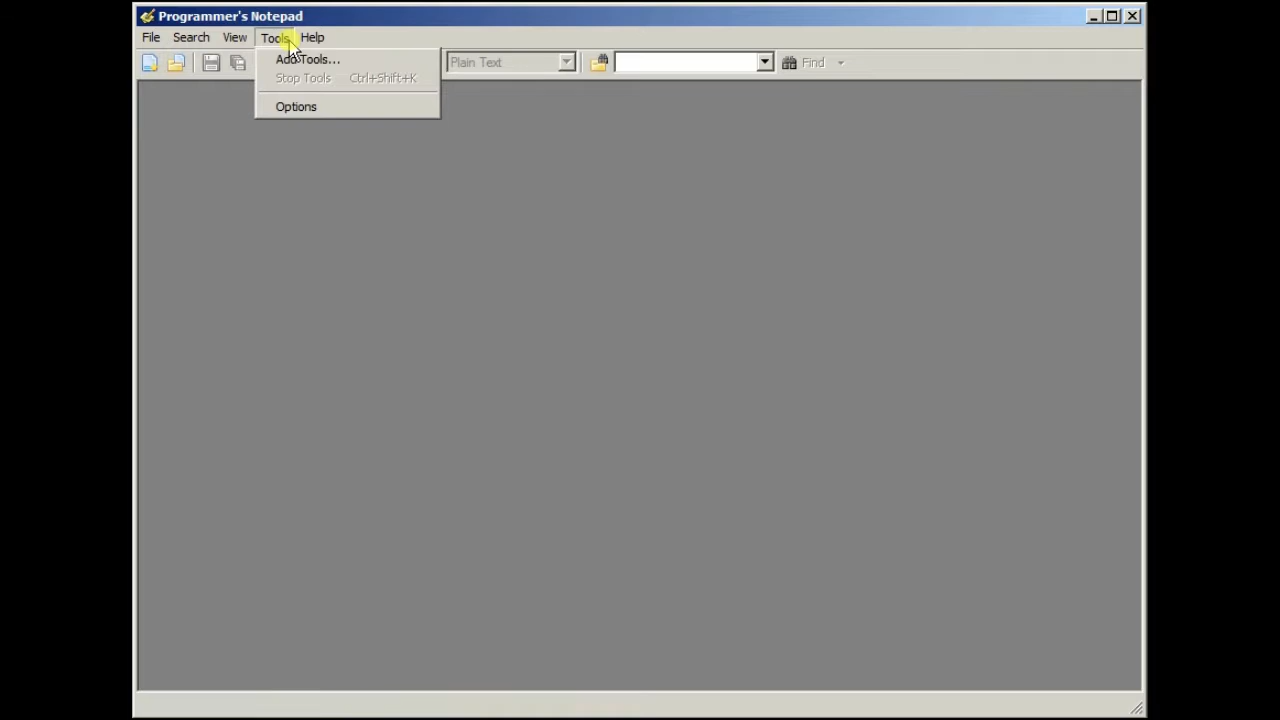 Programmer's Notepad
File Search View Tools Help
Plain Text Find
Add Tools...
Stop Tools Ctrl+Shift+K
Options